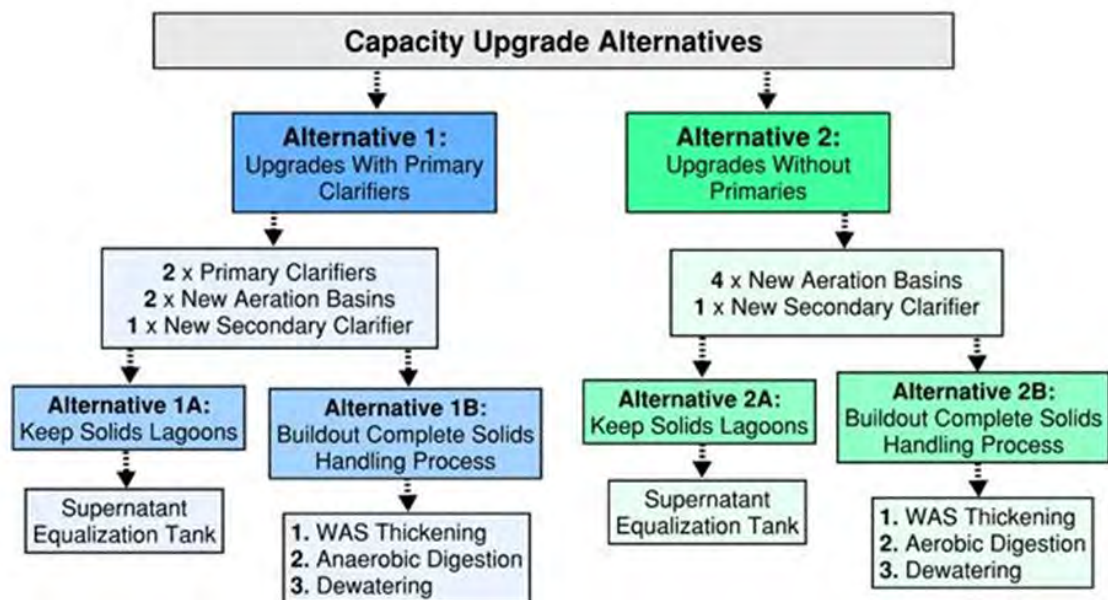 Capacity Upgrade Alternatives
Alternative 1:
Upgrades With Primary
Clarifiers
Alternative 2:
Upgrades Without
Primaries
2 x Primary Clarifiers
2 x New Aeration Basins
1 x New Secondary Clarifier
4 x New Aeration Basins
1 x New Secondary Clarifier
Alternative 1A:
Keep Solids Lagoons
Alternative 1B:
Buildout Complete Solids
Handling Process
Alternative 2A:
Keep Solids Lagoons
Alternative 2B:
Buildout Complete Solids
Handling Process
Supernatant
Equalization Tank
1. WAS Thickening
2. Anaerobic Digestion
3. Dewatering
Supernatant
Equalization Tank
1. WAS Thickening
2. Aerobic Digestion
3. Dewatering